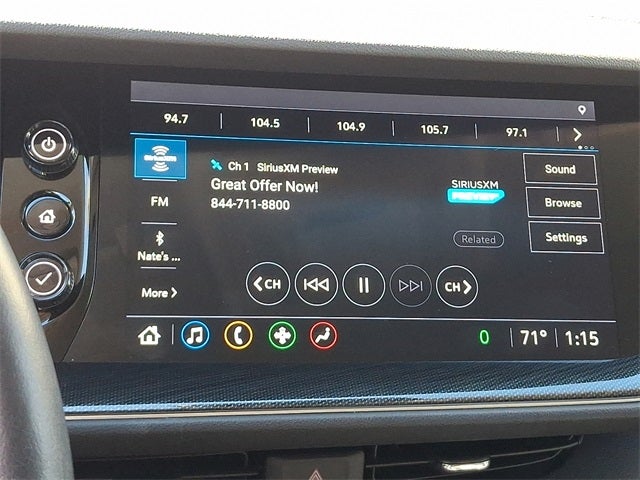 94.7 104.5 104.9 105.7 97.1
SiriusXM
Ch 1 SiriusXM Preview
Great Offer Now!
844-711-8800
SIRIUSXM
PREVIEW
Sound
FM
Browse
Related
Settings
Nate's ...
More
CH CH
0 71° 1:15